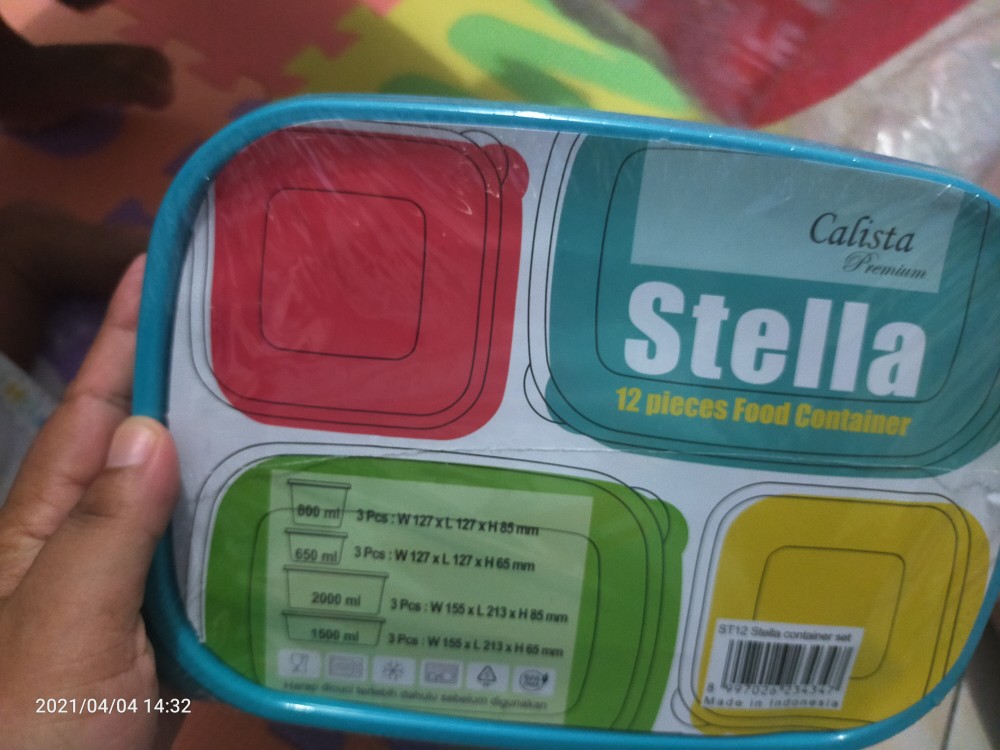 Calista
Premium
Stella
12 pieces Food Container
800 ml 3 Pcs : W 127 x L 127 x H 85 mm
650 ml 3 Pcs : W 127 x L 127 x H 65 mm
2000 ml 3 Pcs : W 155 x L 213 x H 85 mm
1500 ml 3 Pcs : W 155 x L 213 x H 65 mm
Harap dicuci terlebih dahulu sebelum digunakan
ST12 Stella container set
8 997026 234347
Made in Indonesia
2021/04/04 14:32